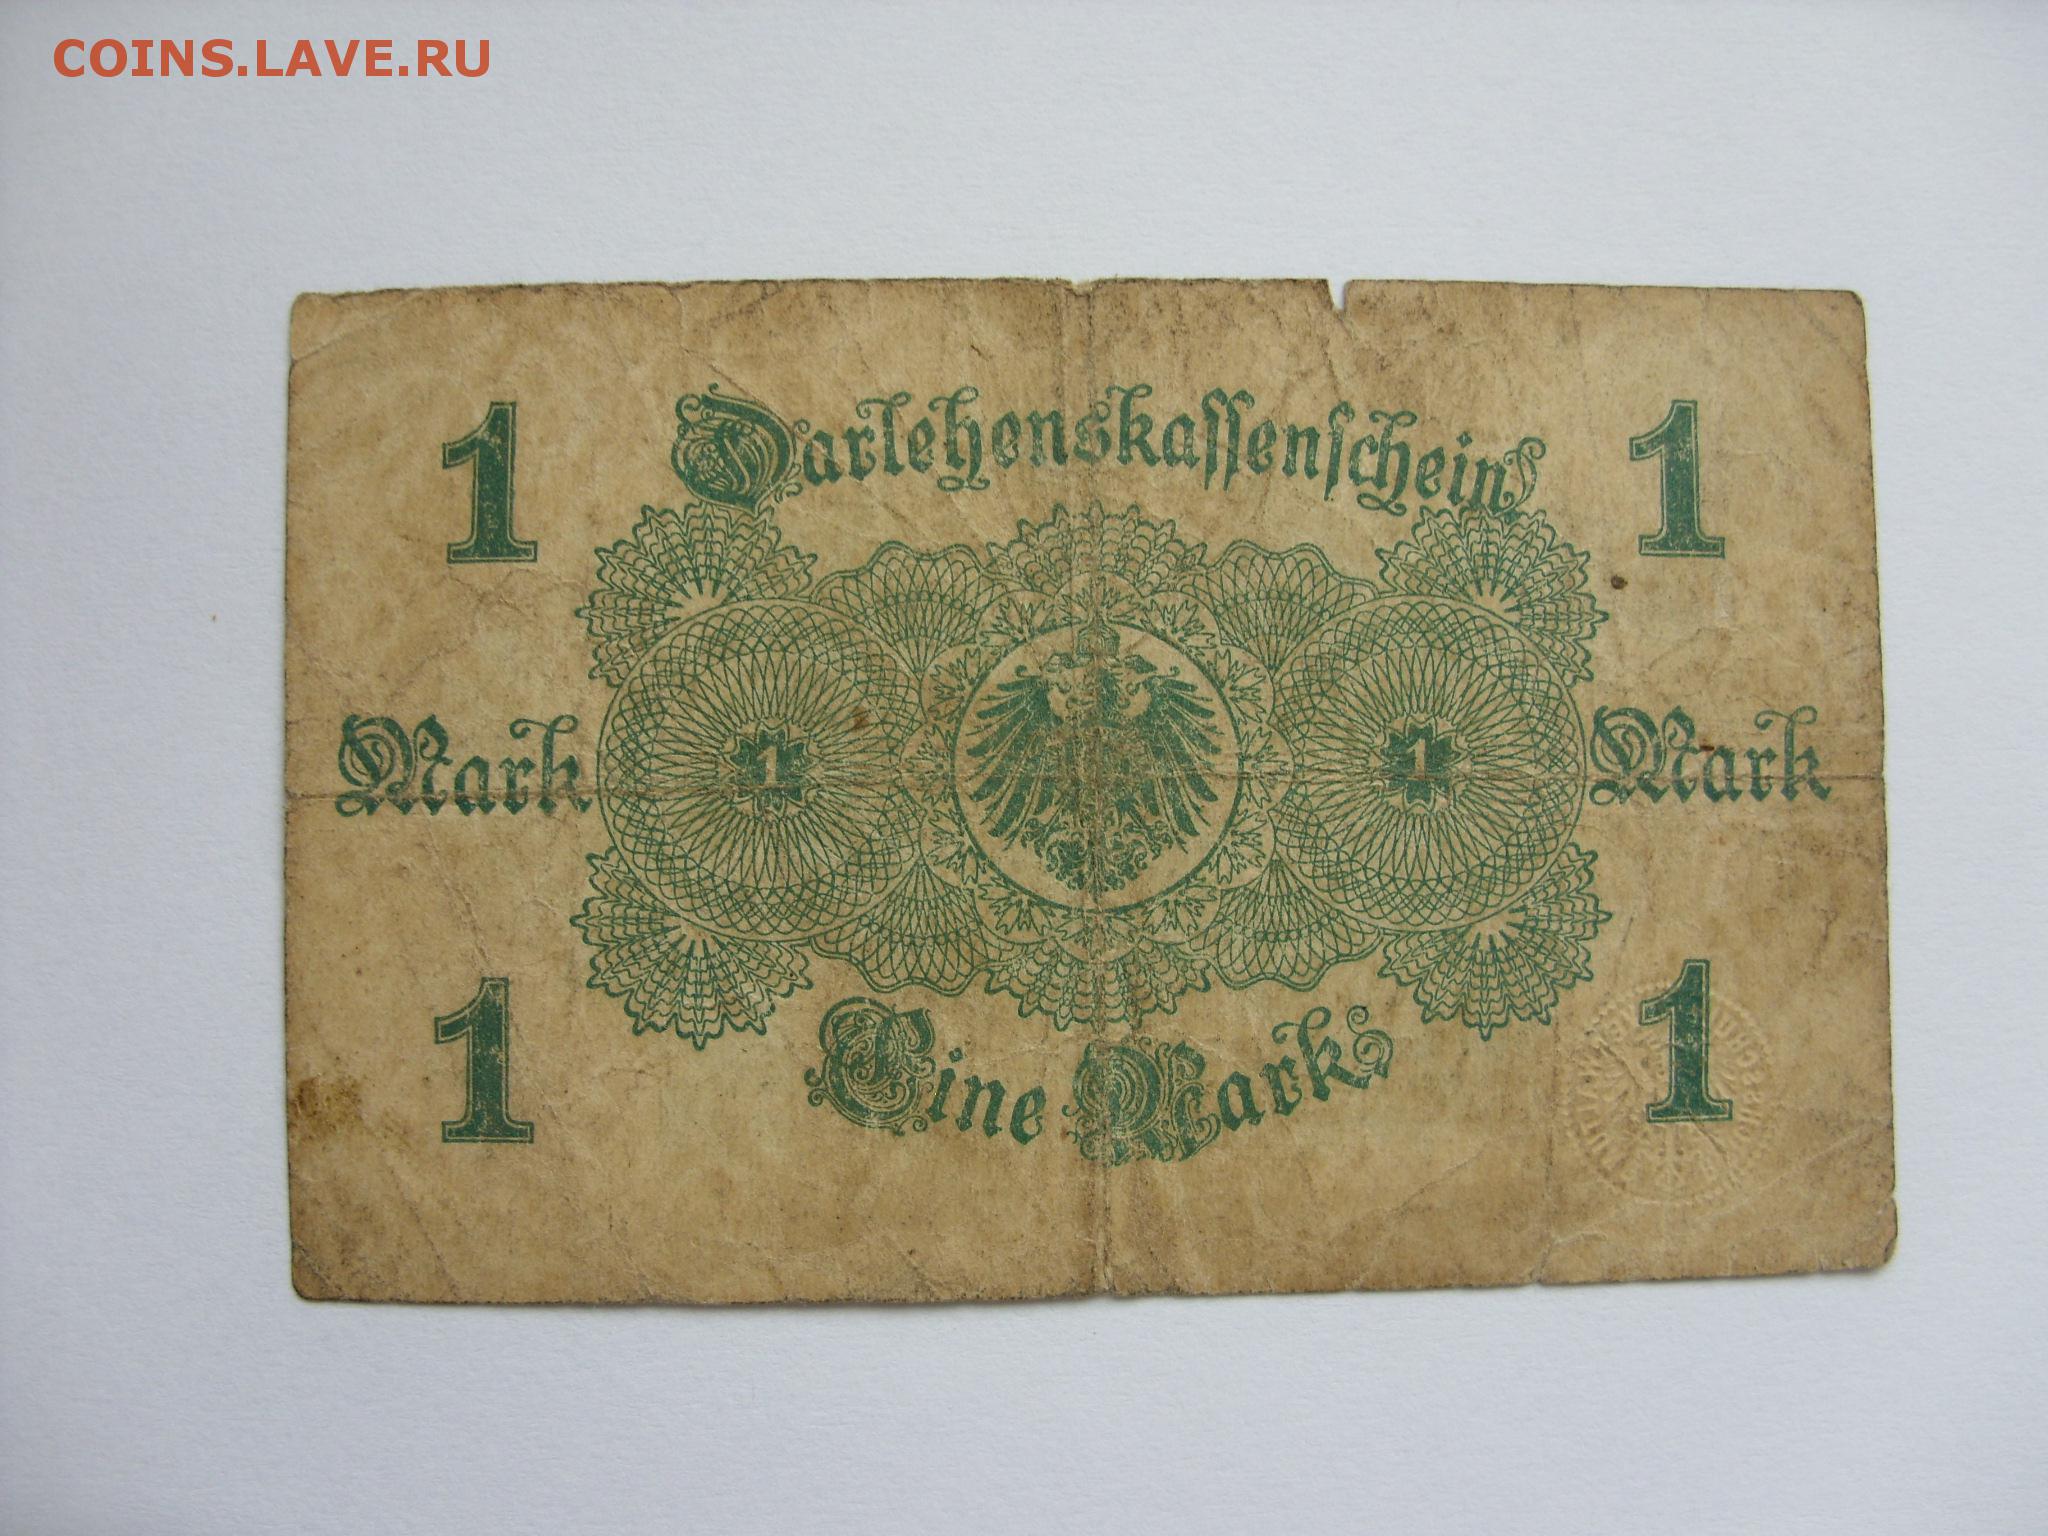 COINS.LAVE.RU
1 Darlehenskassenschein 1
Mark 1 1 Mark
1 Eine Mark 1